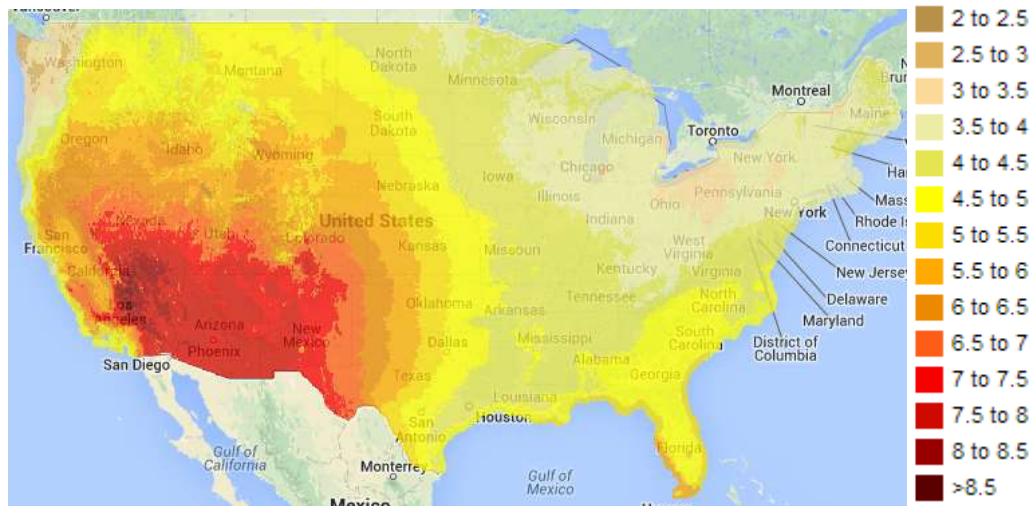 Vancouver
Washington
Montana
North
Dakota
Minnesota
Montreal
Maine
Oregon
Idaho
Wyoming
South
Dakota
Wisconsin
Michigan
Toronto
New York
Nebraska
Iowa
Chicago
Illinois
Indiana
Ohio
Pennsylvania
New York
Mass
Rhode Is
Connecticut
New Jersey
Delaware
Maryland
District of
Columbia
Nevada
Utah
Colorado
United States
Kansas
Missouri
West
Virginia
Virginia
Kentucky
San
Francisco
California
Los
Angeles
San Diego
Arizona
Phoenix
New
Mexico
Oklahoma
Arkansas
Tennessee
North
Carolina
South
Carolina
Dallas
Mississippi
Alabama
Georgia
Texas
Louisiana
Houston
San
Antonio
Florida
Gulf of
California
Monterrey
Gulf of
Mexico
Mexico
2 to 2.5
2.5 to 3
3 to 3.5
3.5 to 4
4 to 4.5
4.5 to 5
5 to 5.5
5.5 to 6
6 to 6.5
6.5 to 7
7 to 7.5
7.5 to 8
8 to 8.5
>8.5